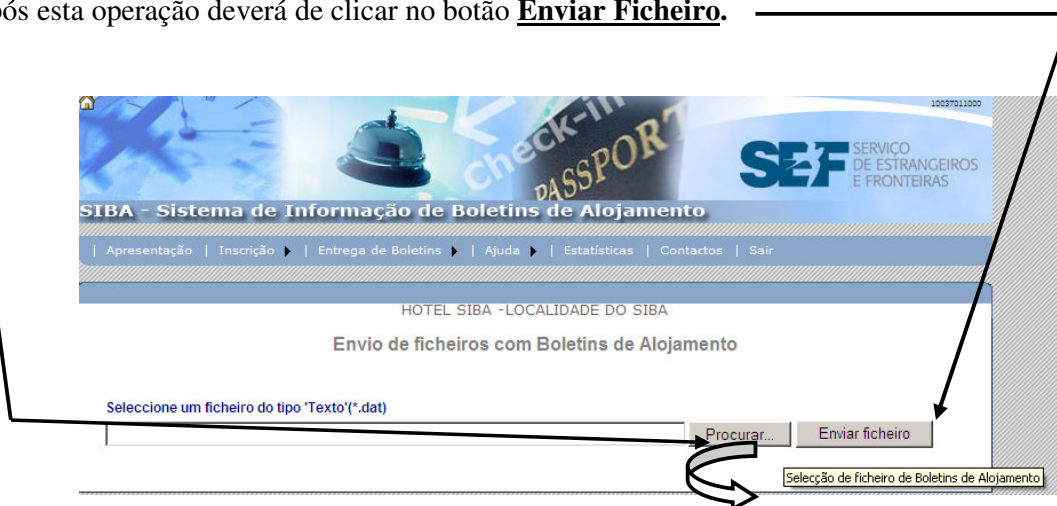 ós esta operação deverá de clicar no botão Enviar Ficheiro.
10037011000
check-in
PASSPORT
SEF SERVIÇO
DE ESTRANGEIROS
E FRONTEIRAS
SIBA - Sistema de Informação de Boletins de Alojamento
| Apresentação | Inscrição | Entrega de Boletins | Ajuda | Estatísticas | Contactos | Sair
HOTEL SIBA -LOCALIDADE DO SIBA
Envio de ficheiros com Boletins de Alojamento
Seleccione um ficheiro do tipo 'Texto'(*.dat)
Procurar... Enviar ficheiro
Selecção de ficheiro de Boletins de Alojamento